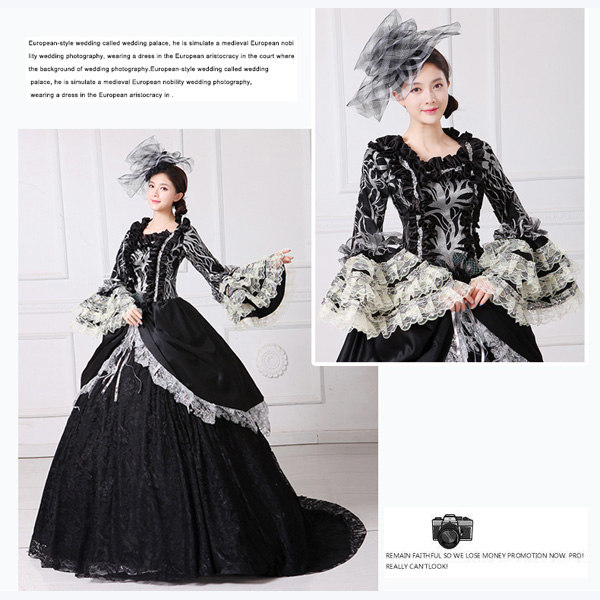 European-style wedding called wedding palace, he is simulate a medieval European nobi
lity wedding photography, wearing a dress in the European aristocracy in the court where
the background of wedding photography.European-style wedding called wedding
palace, he is simulate a medieval European nobility wedding photography,
wearing a dress in the European aristocracy in .
REMAIN FAITHFUL SO WE LOSE MONEY PROMOTION NOW. PRO!
REALLY CAN'TLOOK!